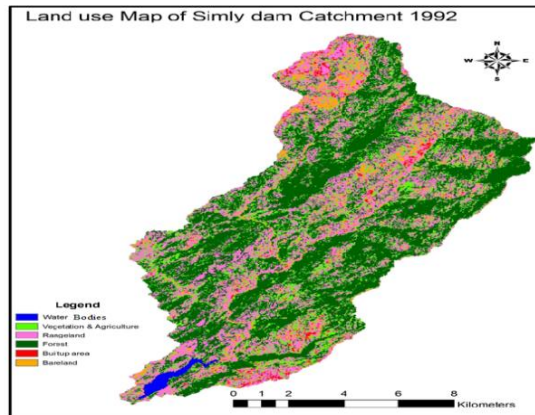 Land use Map of Simly dam Catchment 1992
N
W E
S
Legend
Water Bodies
Vegetation & Agriculture
Rangeland
Forest
Builtup area
Bareland
0 1 2 4 6 8
Kilometers